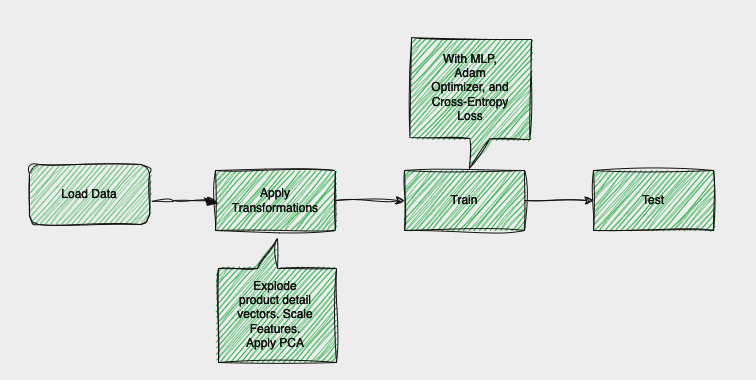 With MLP,
Adam
Optimizer, and
Cross-Entropy
Loss
Load Data
Apply
Transformations
Train
Test
Explode
product detail
vectors. Scale
Features.
Apply PCA